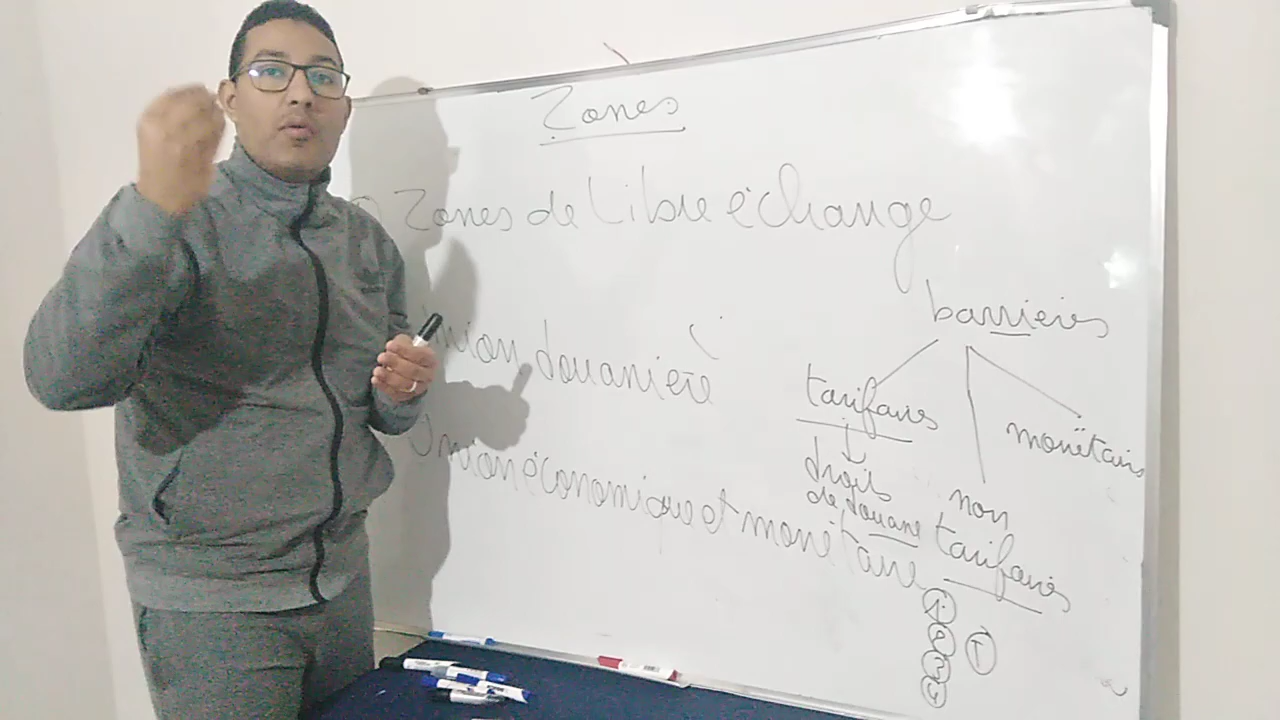 Zones
Zones de Libre échange
Union douanière
Union économique et monétaire
barrières
tarifaires
droits
de douane
non
tarifaires
monétaires